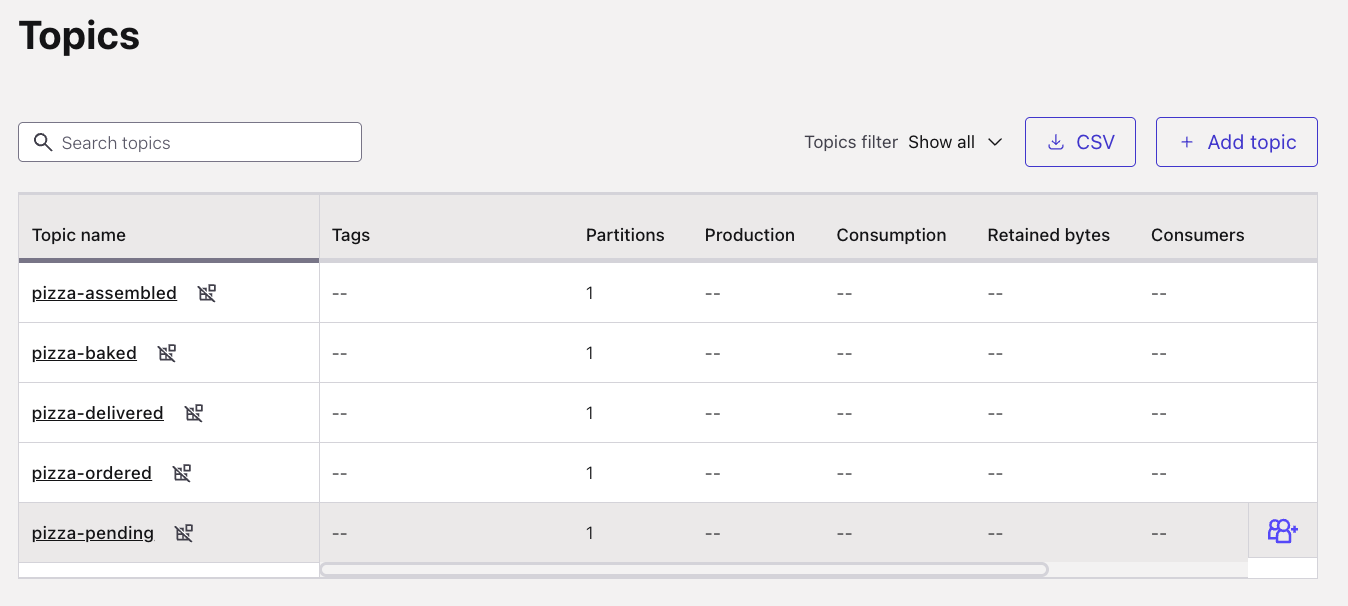 Topics
Search topics
Topics filter Show all CSV + Add topic
Topic name Tags Partitions Production Consumption Retained bytes Consumers
pizza-assembled -- 1 -- -- -- --
pizza-baked -- 1 -- -- -- --
pizza-delivered -- 1 -- -- -- --
pizza-ordered -- 1 -- -- -- --
pizza-pending -- 1 -- -- -- --